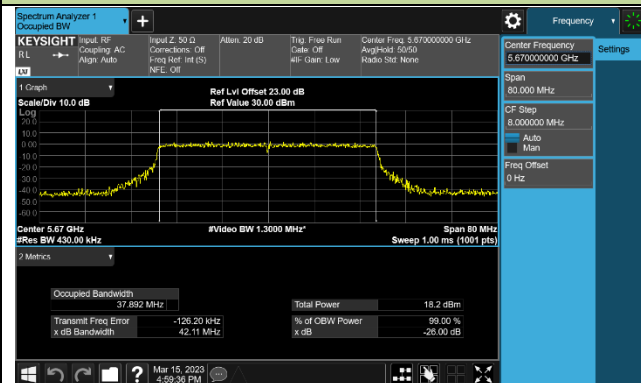 Spectrum Analyzer 1
Occupied BW
Frequency
KEYSIGHT
RL
Input: RF
Coupling: AC
Align: Auto
Input Z: 50 Ω
Corrections: Off
Freq Ref: Int (S)
NFE: Off
Atten: 20 dB
Trig: Free Run
Gate: Off
#IF Gain: Low
Center Freq: 5.670000000 GHz
Avg|Hold: 50/50
Radio Std: None
Center Frequency
5.670000000 GHz
Settings
Span
80.000 MHz
CF Step
8.000000 MHz
Auto
Man
Freq Offset
0 Hz
1 Graph
Scale/Div 10.0 dB
Ref Lvl Offset 23.00 dB
Ref Value 30.00 dBm
Log
20.0
10.0
0.00
-10.0
-20.0
-30.0
-40.0
-50.0
-60.0
Center 5.67 GHz
#Res BW 430.00 kHz
#Video BW 1.3000 MHz*
Span 80 MHz
Sweep 1.00 ms (1001 pts)
2 Metrics
Occupied Bandwidth
37.892 MHz
Total Power 18.2 dBm
Transmit Freq Error -126.20 kHz
% of OBW Power 99.00 %
x dB Bandwidth 42.11 MHz
x dB -26.00 dB
?
Mar 15, 2023
4:59:36 PM